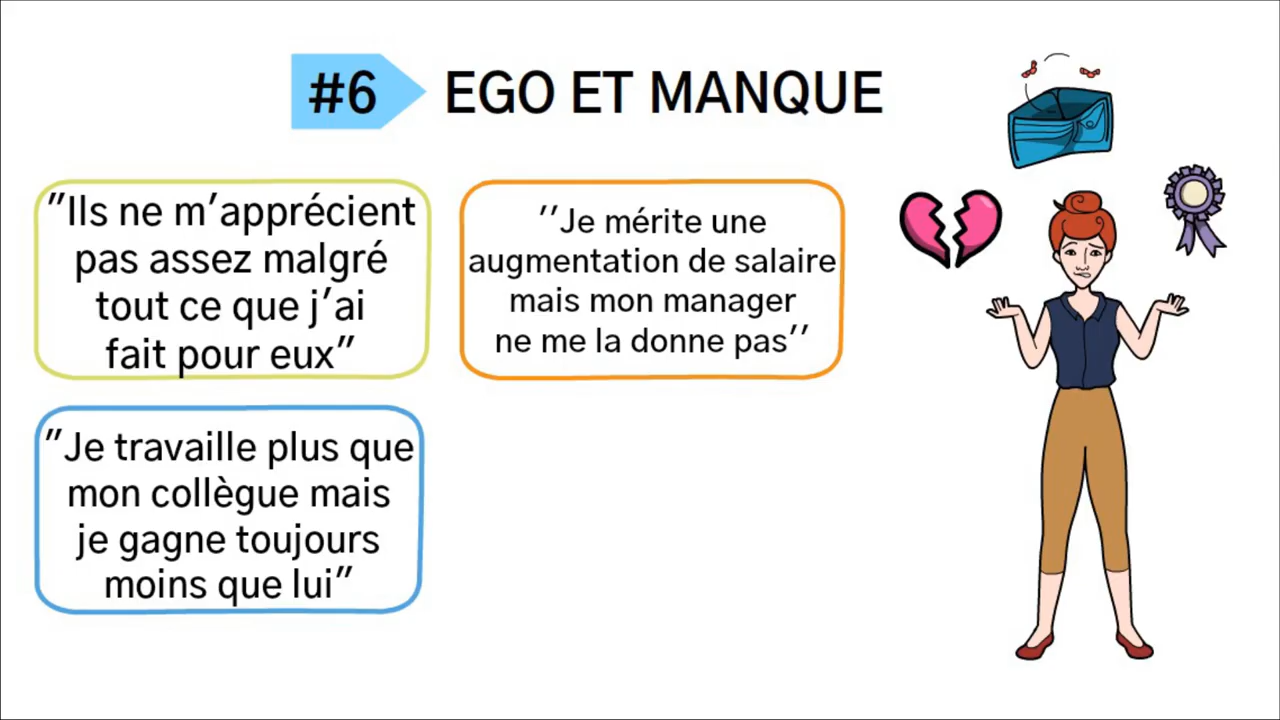 #6 EGO ET MANQUE
"Ils ne m'apprécient
pas assez malgré
tout ce que j'ai
fait pour eux"
''Je mérite une
augmentation de salaire
mais mon manager
ne me la donne pas''
"Je travaille plus que
mon collègue mais
je gagne toujours
moins que lui"